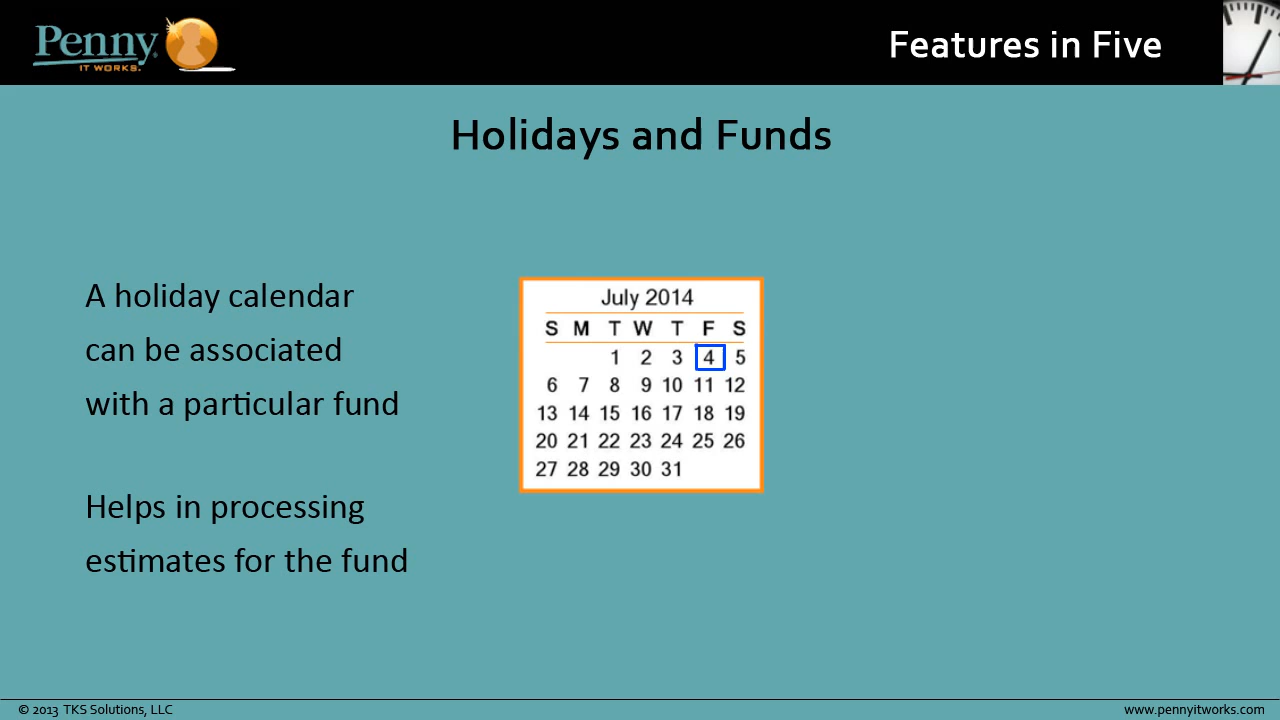 Penny
IT WORKS.
Features in Five
Holidays and Funds
A holiday calendar
can be associated
with a particular fund
Helps in processing
estimates for the fund
July 2014
S M T W T F S
1 2 3 4 5
6 7 8 9 10 11 12
13 14 15 16 17 18 19
20 21 22 23 24 25 26
27 28 29 30 31
© 2013 TKS Solutions, LLC
www.pennyitworks.com